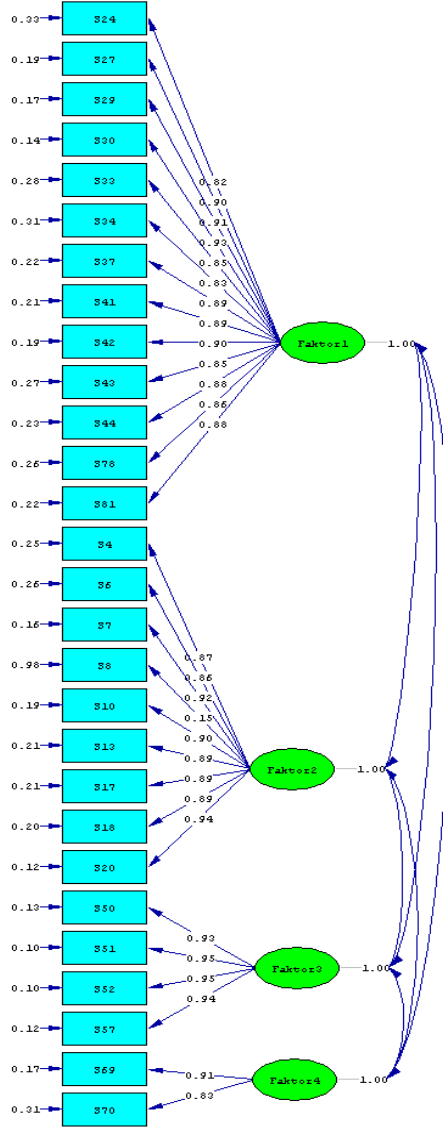 0.33 S24
0.19 S27
0.17 S29
0.14 S30
0.28 S33
0.31 S34
0.22 S37
0.21 S41
0.19 S42
0.27 S43
0.23 S44
0.26 S78
0.22 S81
0.25 S4
0.26 S6
0.16 S7
0.98 S8
0.19 S10
0.21 S13
0.21 S17
0.20 S18
0.12 S20
0.13 S50
0.10 S51
0.10 S52
0.12 S57
0.17 S69
0.31 S70
0.82
0.90
0.91
0.93
0.85
0.83
0.89
0.89
0.90
0.85
0.88
0.86
0.88
Faktor1 1.00
0.87
0.86
0.92
0.15
0.90
0.89
0.89
0.89
0.94
Faktor2 1.00
0.93
0.95
0.95
0.94
Faktor3 1.00
0.91
0.83
Faktor4 1.00